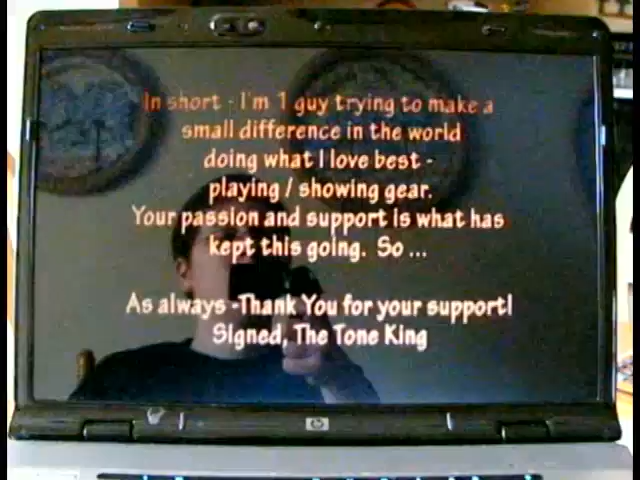 In short - I'm 1 guy trying to make a
small difference in the world
doing what I love best -
playing / showing gear.
Your passion and support is what has
kept this going.  So ...
As always -Thank You for your support!
Signed, The Tone King
hp